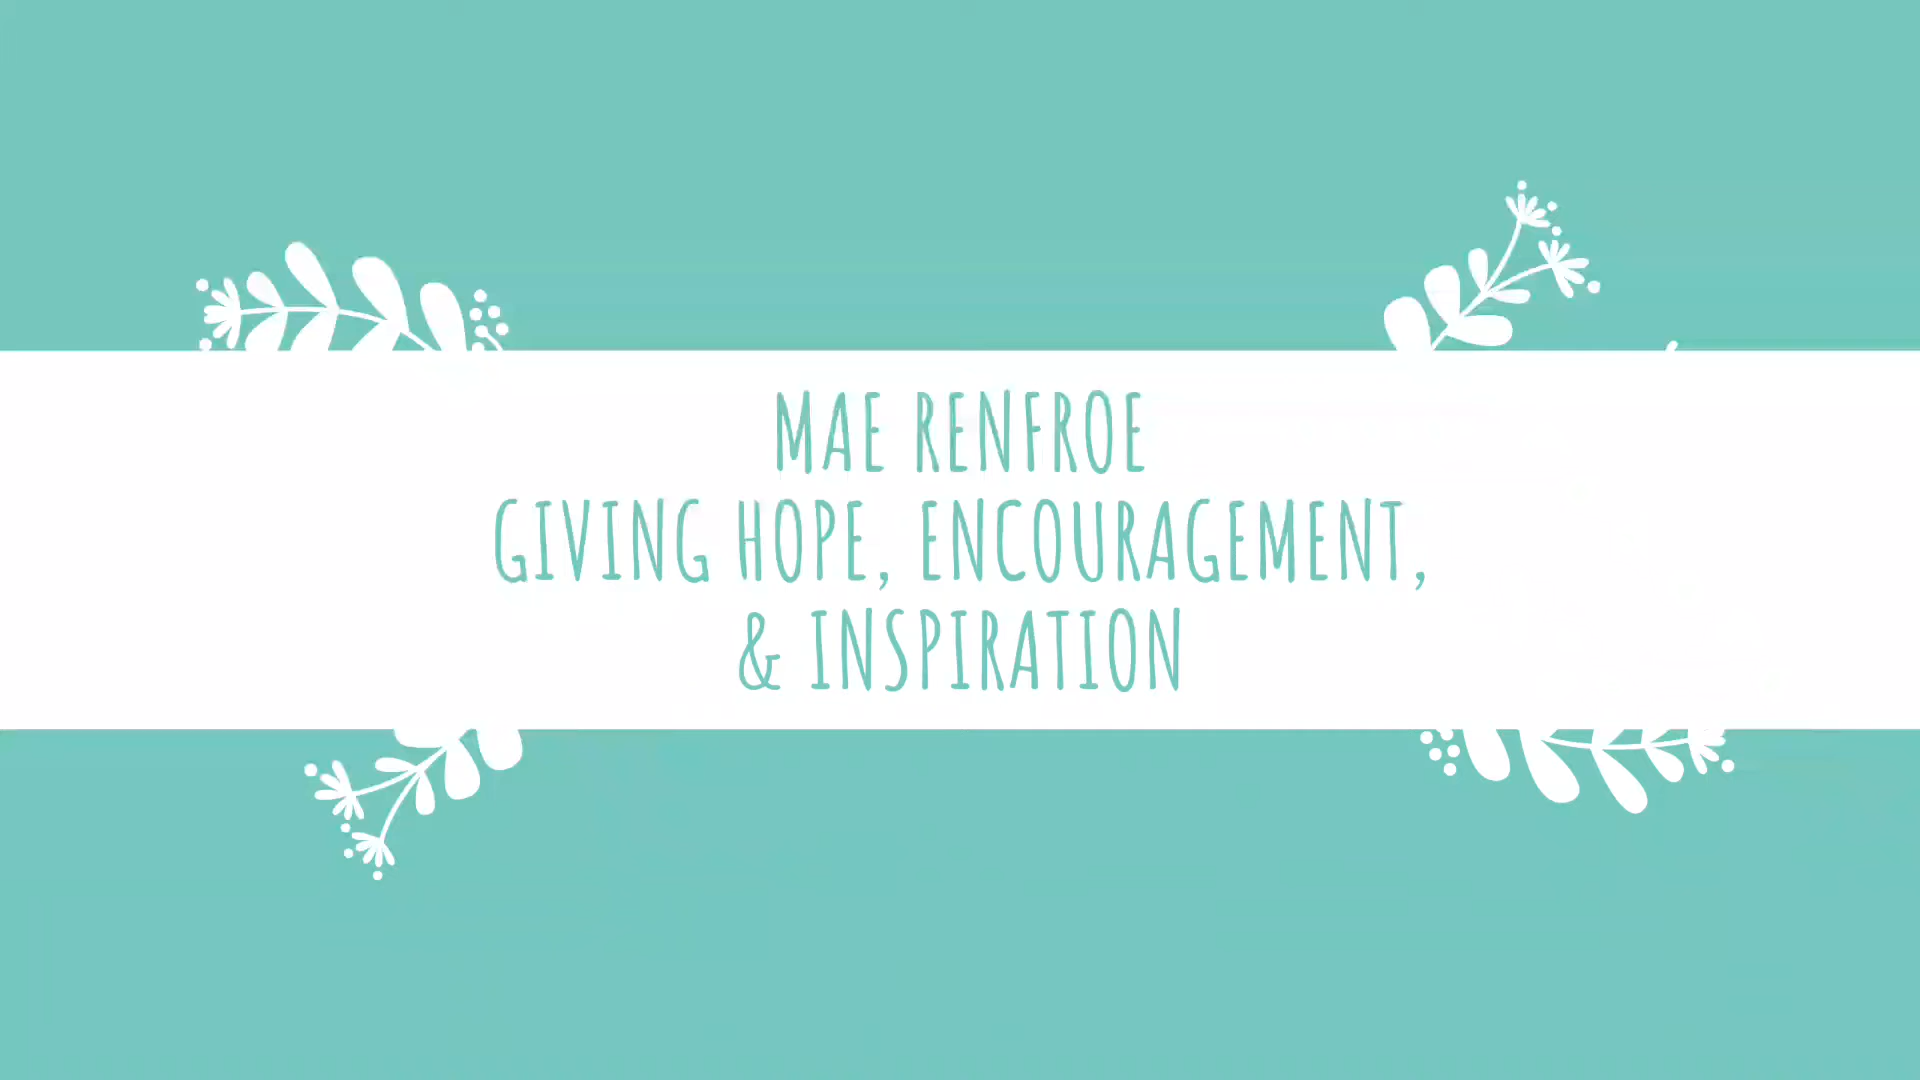 MAE RENFROE
GIVING HOPE, ENCOURAGEMENT,
& INSPIRATION